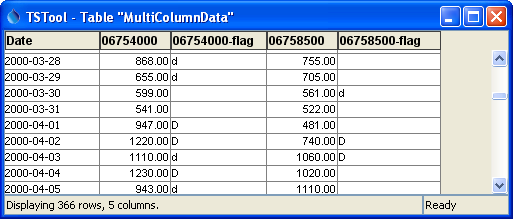 TSTool - Table "MultiColumnData"
Date 06754000 06754000-flag 06758500 06758500-flag
2000-03-28 868.00 d 755.00
2000-03-29 655.00 d 705.00
2000-03-30 599.00 561.00 d
2000-03-31 541.00 522.00
2000-04-01 947.00 D 481.00
2000-04-02 1220.00 D 740.00 D
2000-04-03 1110.00 d 1060.00 D
2000-04-04 1230.00 D 1020.00
2000-04-05 943.00 d 1110.00
Displaying 366 rows, 5 columns. Ready